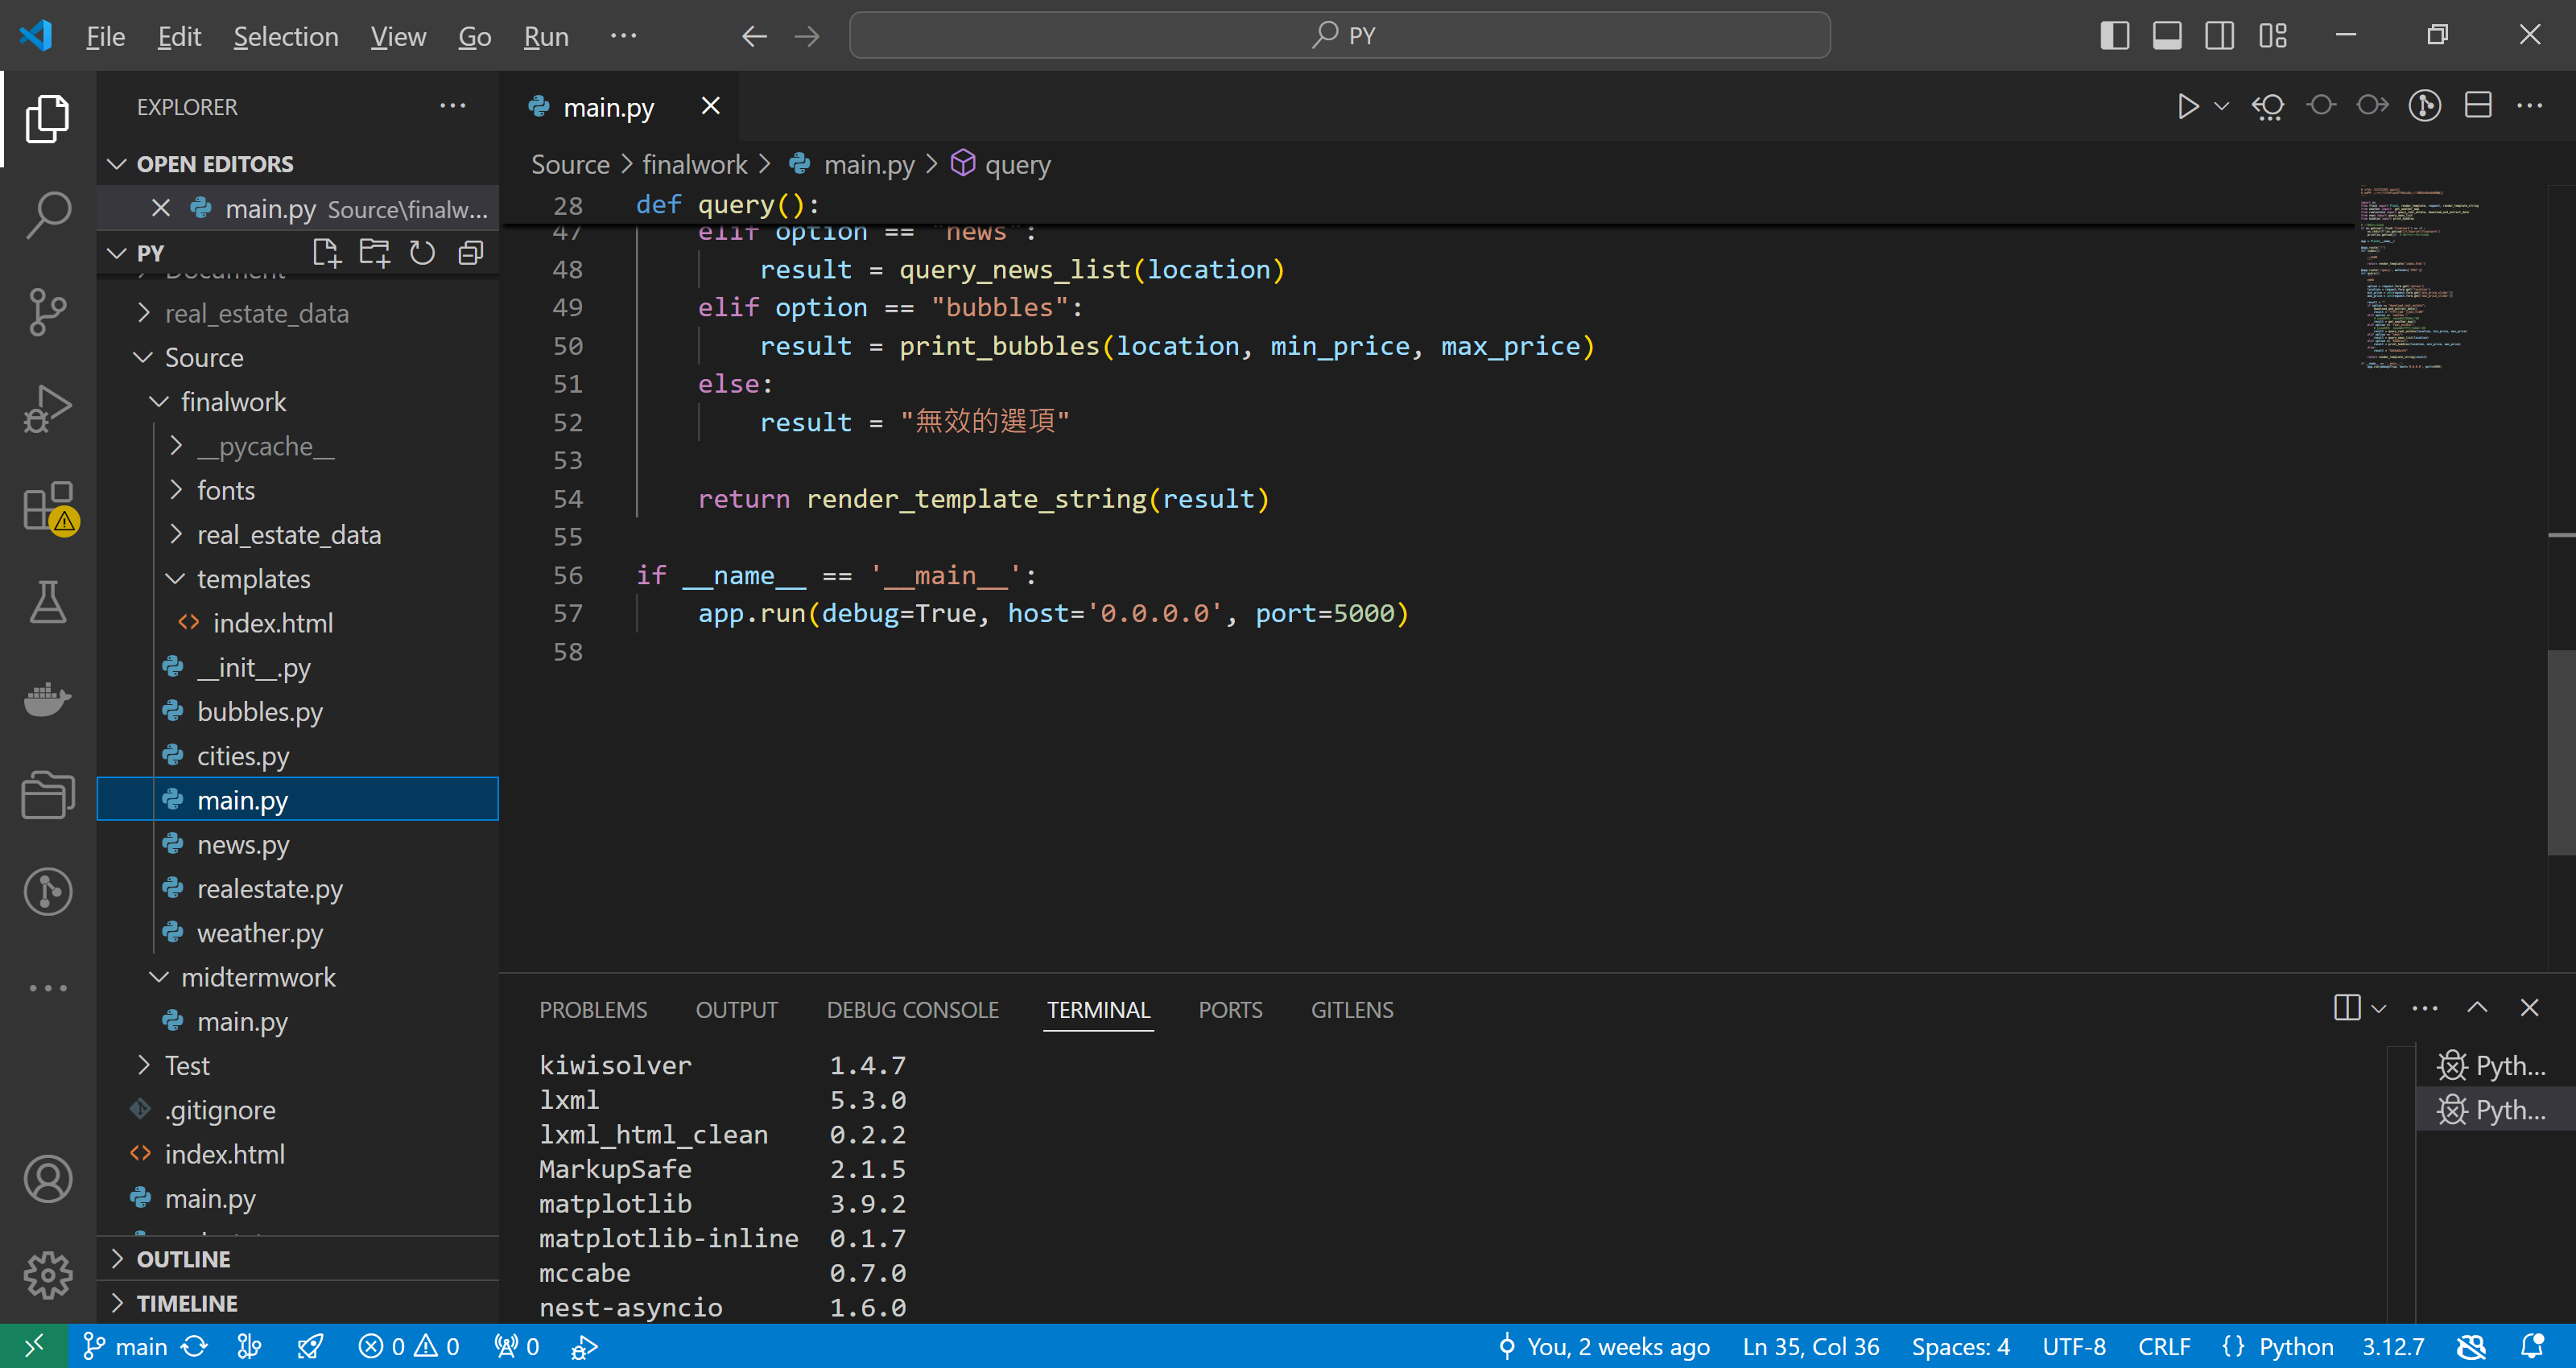 File Edit Selection View Go Run ··· PY
EXPLORER
OPEN EDITORS
main.py Source\finalw...
PY
Document
real_estate_data
Source
finalwork
__pycache__
fonts
real_estate_data
templates
index.html
__init__.py
bubbles.py
cities.py
main.py
news.py
realestate.py
weather.py
midtermwork
main.py
Test
.gitignore
index.html
main.py
OUTLINE
TIMELINE
main.py
Source > finalwork > main.py > query
28 def query():
47 elif option == "news":
48 result = query_news_list(location)
49 elif option == "bubbles":
50 result = print_bubbles(location, min_price, max_price)
51 else:
52 result = "無效的選項"
53
54 return render_template_string(result)
55
56 if __name__ == '__main__':
57 app.run(debug=True, host='0.0.0.0', port=5000)
58
PROBLEMS OUTPUT DEBUG CONSOLE TERMINAL PORTS GITLENS
kiwisolver 1.4.7
lxml 5.3.0
lxml_html_clean 0.2.2
MarkupSafe 2.1.5
matplotlib 3.9.2
matplotlib-inline 0.1.7
mccabe 0.7.0
nest-asyncio 1.6.0
Pyth...
Pyth...
main 0 0 0 You, 2 weeks ago Ln 35, Col 36 Spaces: 4 UTF-8 CRLF {} Python 3.12.7